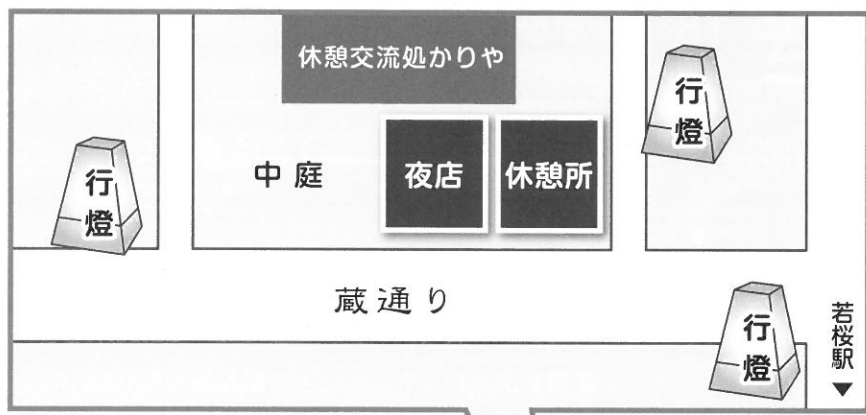 休憩交流処かりや
行燈
行燈
中庭
夜店
休憩所
蔵通り
行燈
若桜駅▼